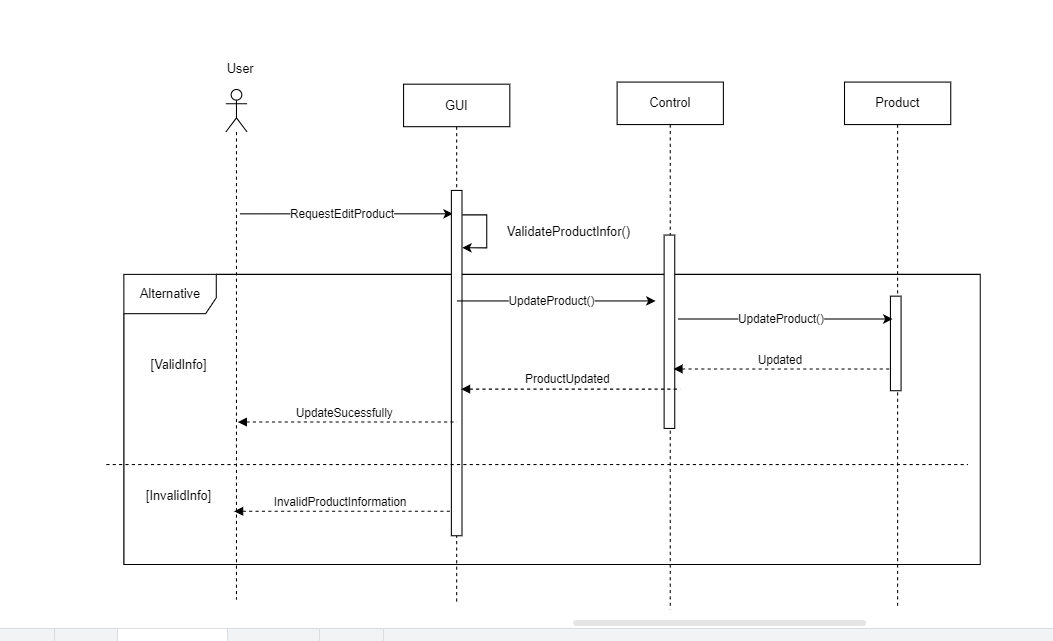 User
GUI
Control
Product
RequestEditProduct
ValidateProductInfor()
Alternative
UpdateProduct()
UpdateProduct()
[ValidInfo]
Updated
ProductUpdated
UpdateSucessfully
[InvalidInfo]
InvalidProductInformation